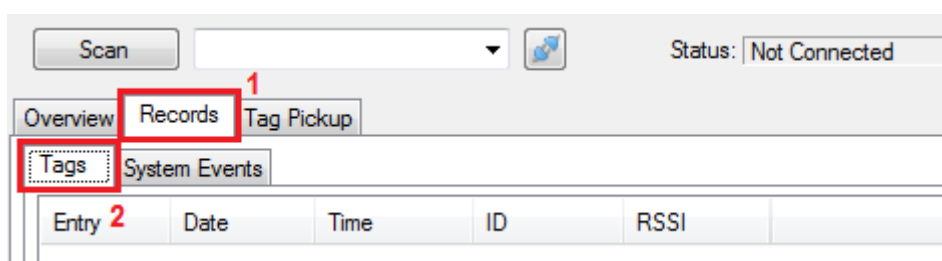 Scan Status: Not Connected
1
Overview Records Tag Pickup
Tags System Events
Entry 2 Date Time ID RSSI